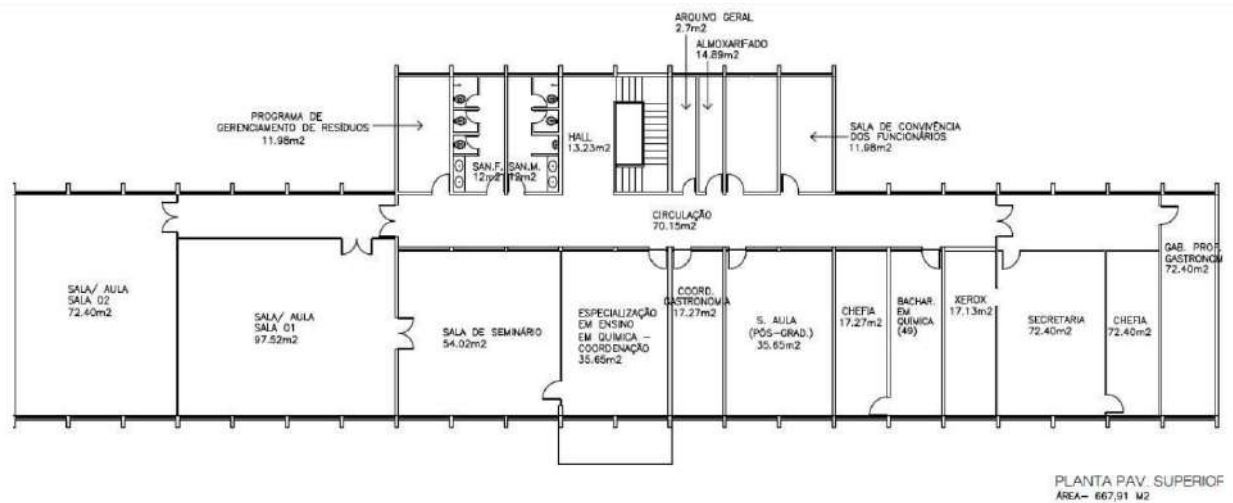 ARQUIVO GERAL
2.7m2
ALMOXARIFADO
14.89m2
PROGRAMA DE
GERENCIAMENTO DE RESÍDUOS
11.98m2
HALL
13.23m2
SALA DE CONVIVÊNCIA
DOS FUNCIONÁRIOS
11.98m2
SAN.F. SAN.M.
12m2 12m2
CIRCULAÇÃO
70.15m2
GAB. PROF.
GASTRONOM
72.40m2
SALA/ AULA
SALA 02
72.40m2
SALA/ AULA
SALA 01
97.52m2
SALA DE SEMINÁRIO
54.02m2
ESPECIALIZAÇÃO
EM ENSINO
EM QUÍMICA –
COORDENAÇÃO
35.65m2
COORD.
GASTRONOMIA
17.27m2
S. AULA
(PÓS-GRAD.)
35.65m2
CHEFIA
17.27m2
BACHAR.
EM
QUÍMICA
(49)
XEROX
17.13m2
SECRETARIA
72.40m2
CHEFIA
72.40m2
PLANTA PAV. SUPERIOR
ÁREA– 667,91 M2